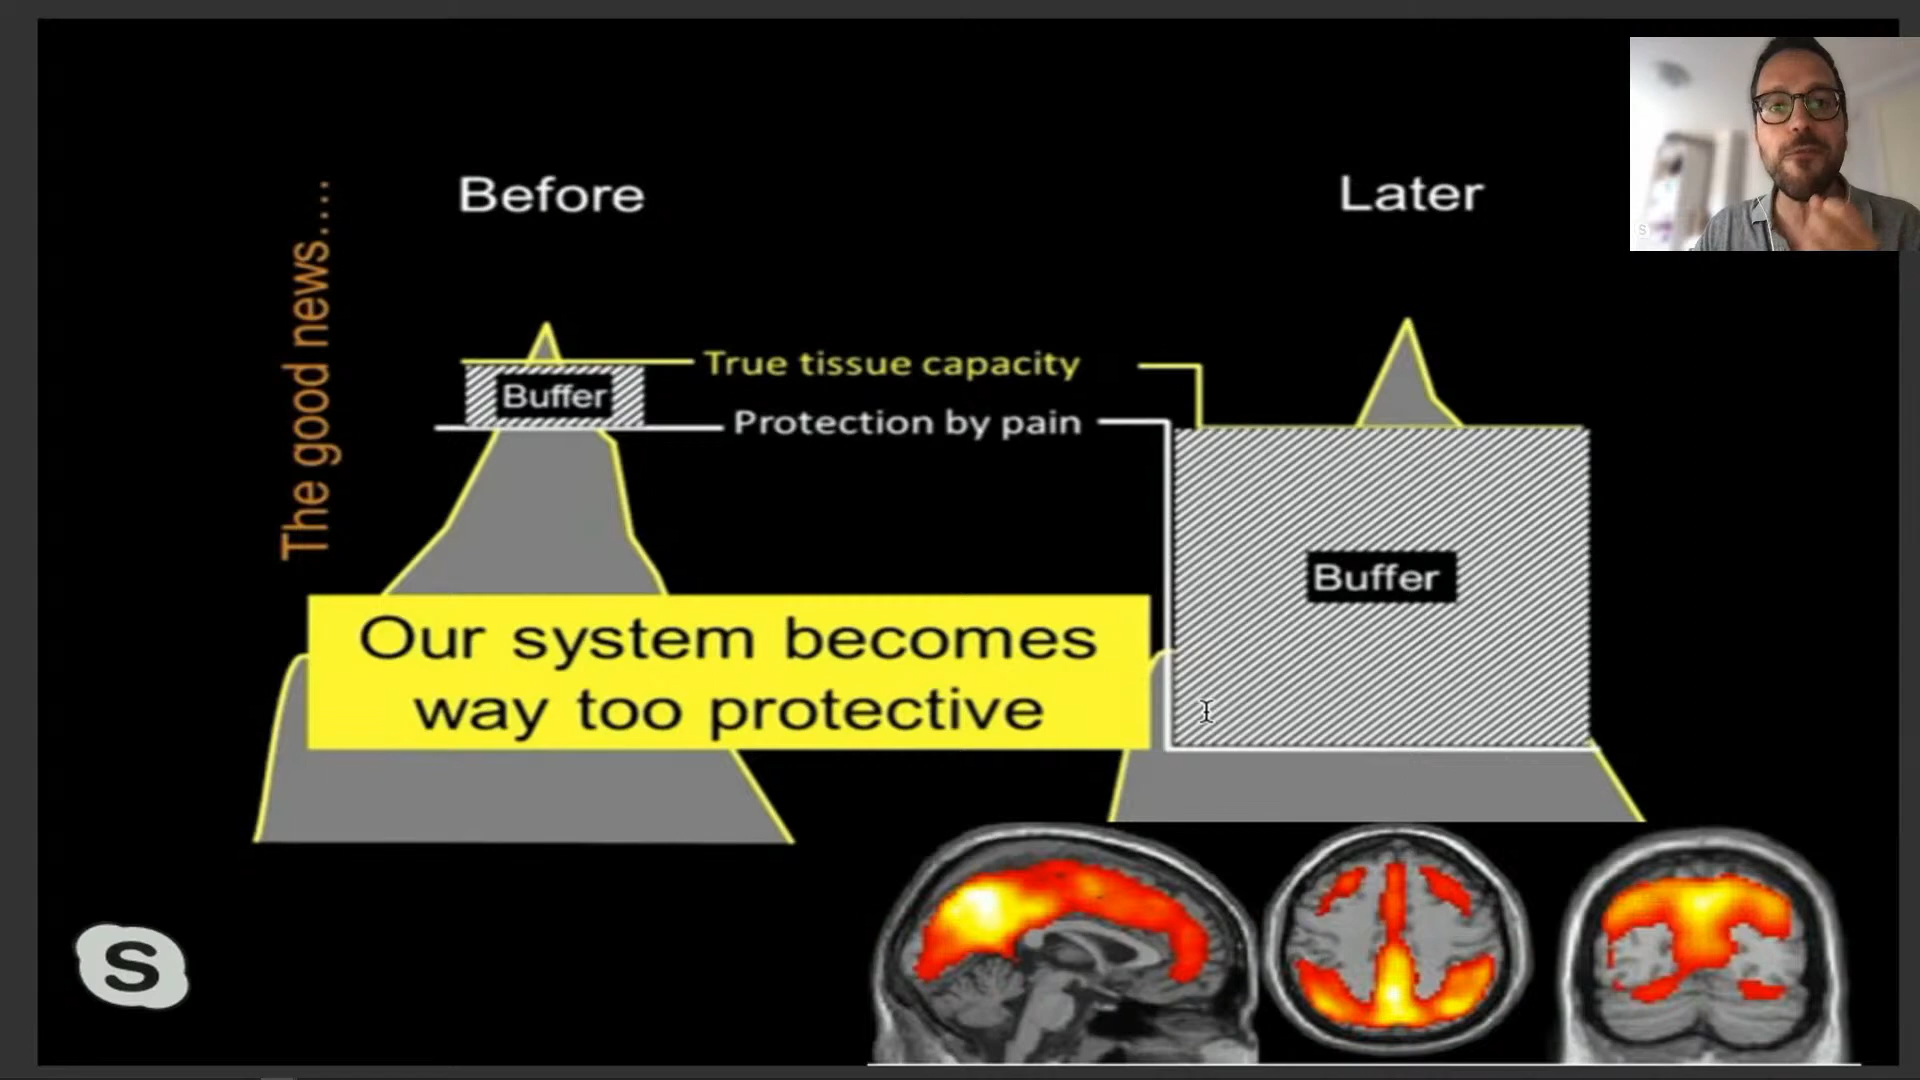 The good news....
Before
Later
True tissue capacity
Buffer
Protection by pain
Buffer
Our system becomes
way too protective
S
S